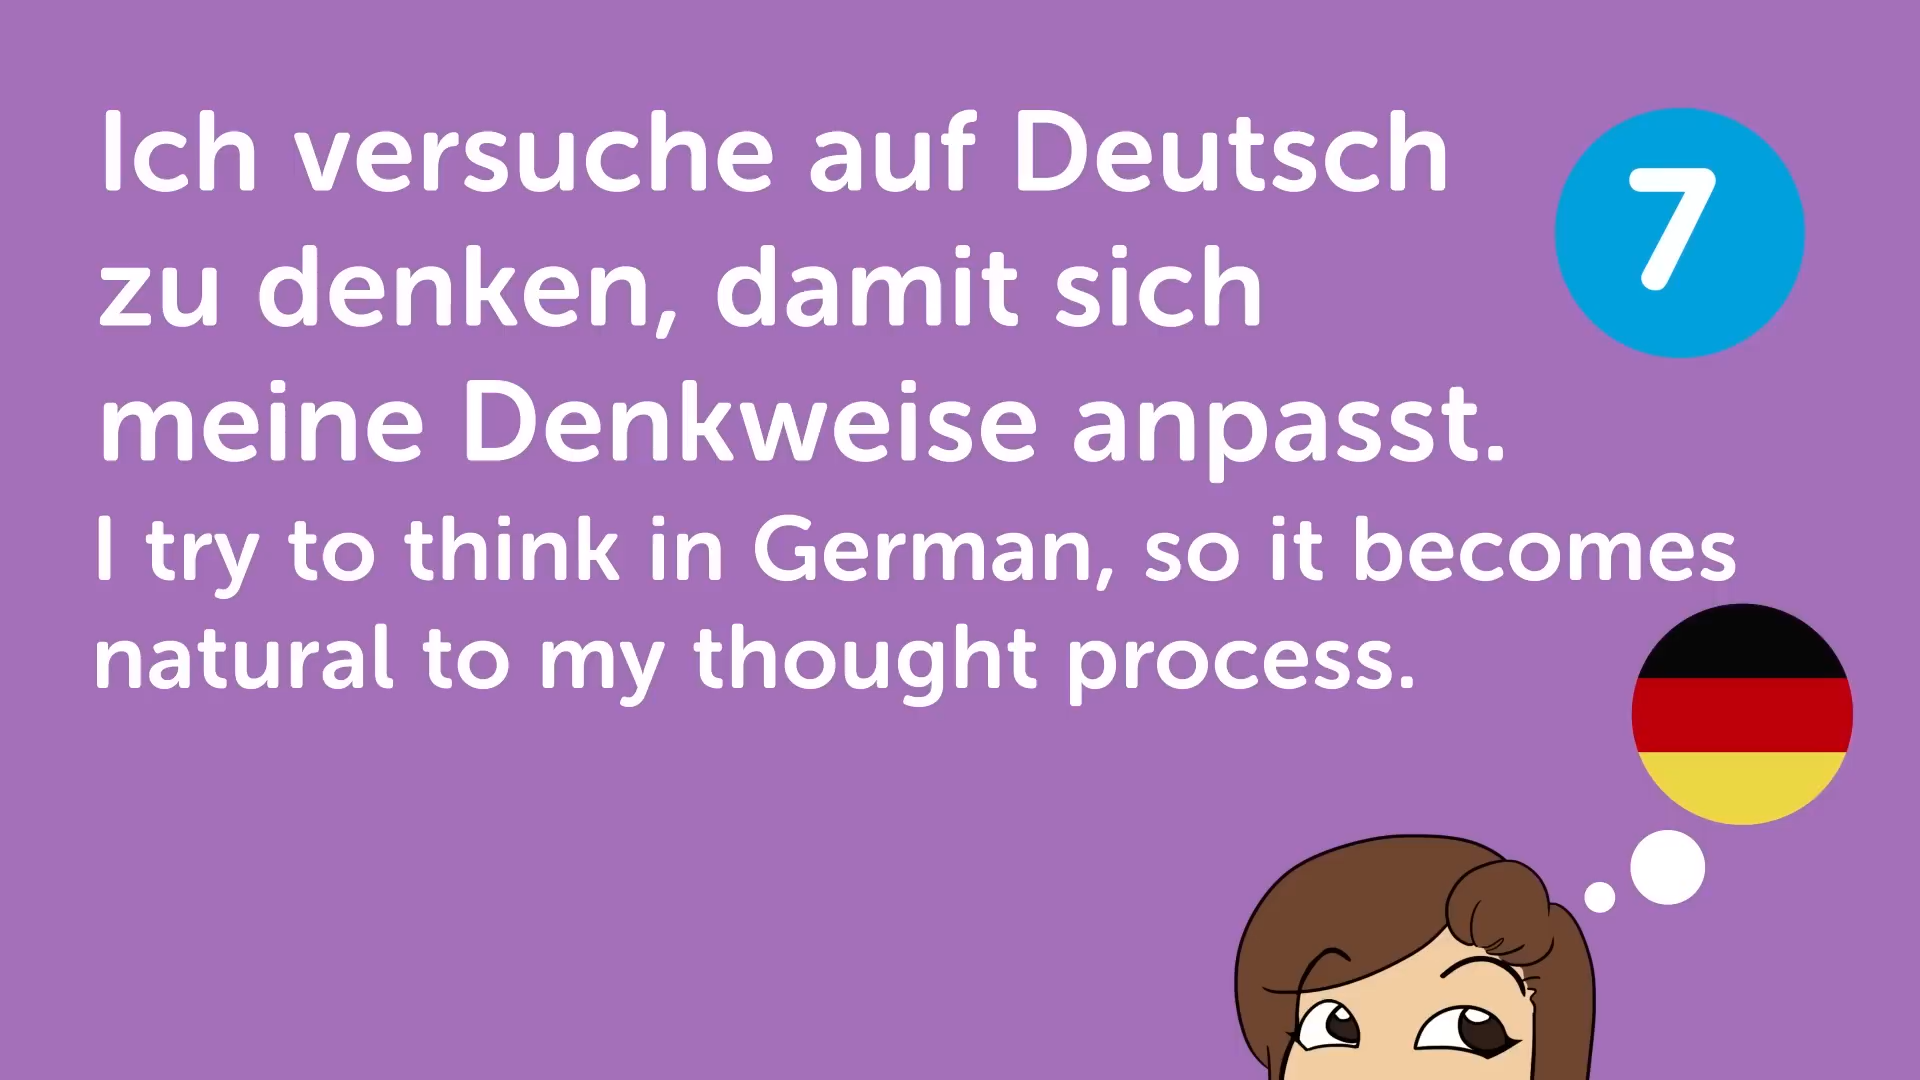 Ich versuche auf Deutsch
zu denken, damit sich
meine Denkweise anpasst.
I try to think in German, so it becomes
natural to my thought process.
7